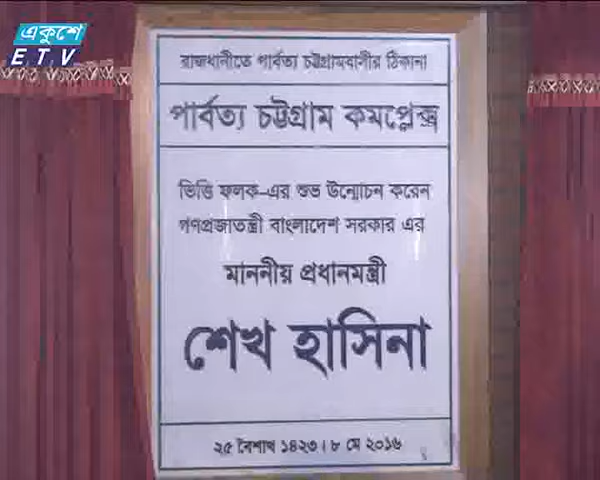 একুশে
ETV
রাজধানীতে পার্বত্য চট্টগ্রামবাসীর ঠিকানা
পার্বত্য চট্টগ্রাম কমপ্লেক্স
ভিত্তি ফলক-এর শুভ উন্মোচন করেন
গণপ্রজাতন্ত্রী বাংলাদেশ সরকার এর
মাননীয় প্রধানমন্ত্রী
শেখ হাসিনা
২৫ বৈশাখ ১৪২৩। ৮ মে ২০১৬